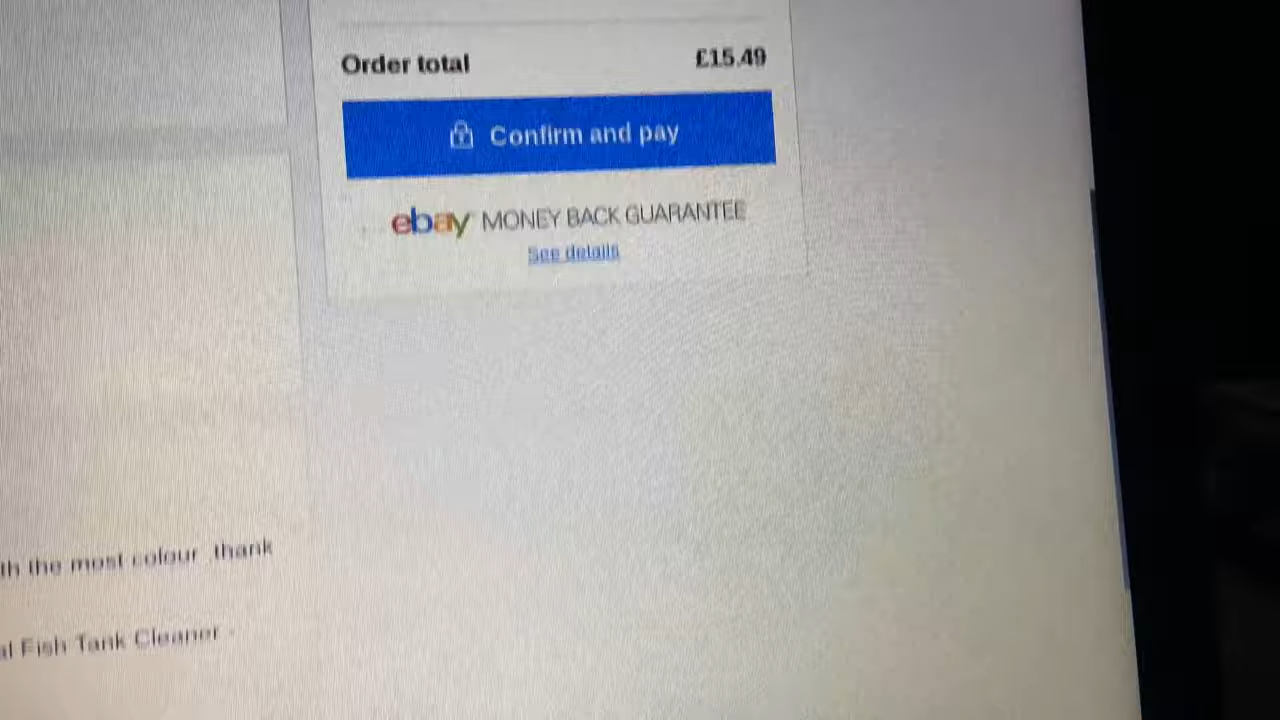 Order total £15.49
Confirm and pay
ebay MONEY BACK GUARANTEE
See details
th the most colour ,thank
al Fish Tank Cleaner -